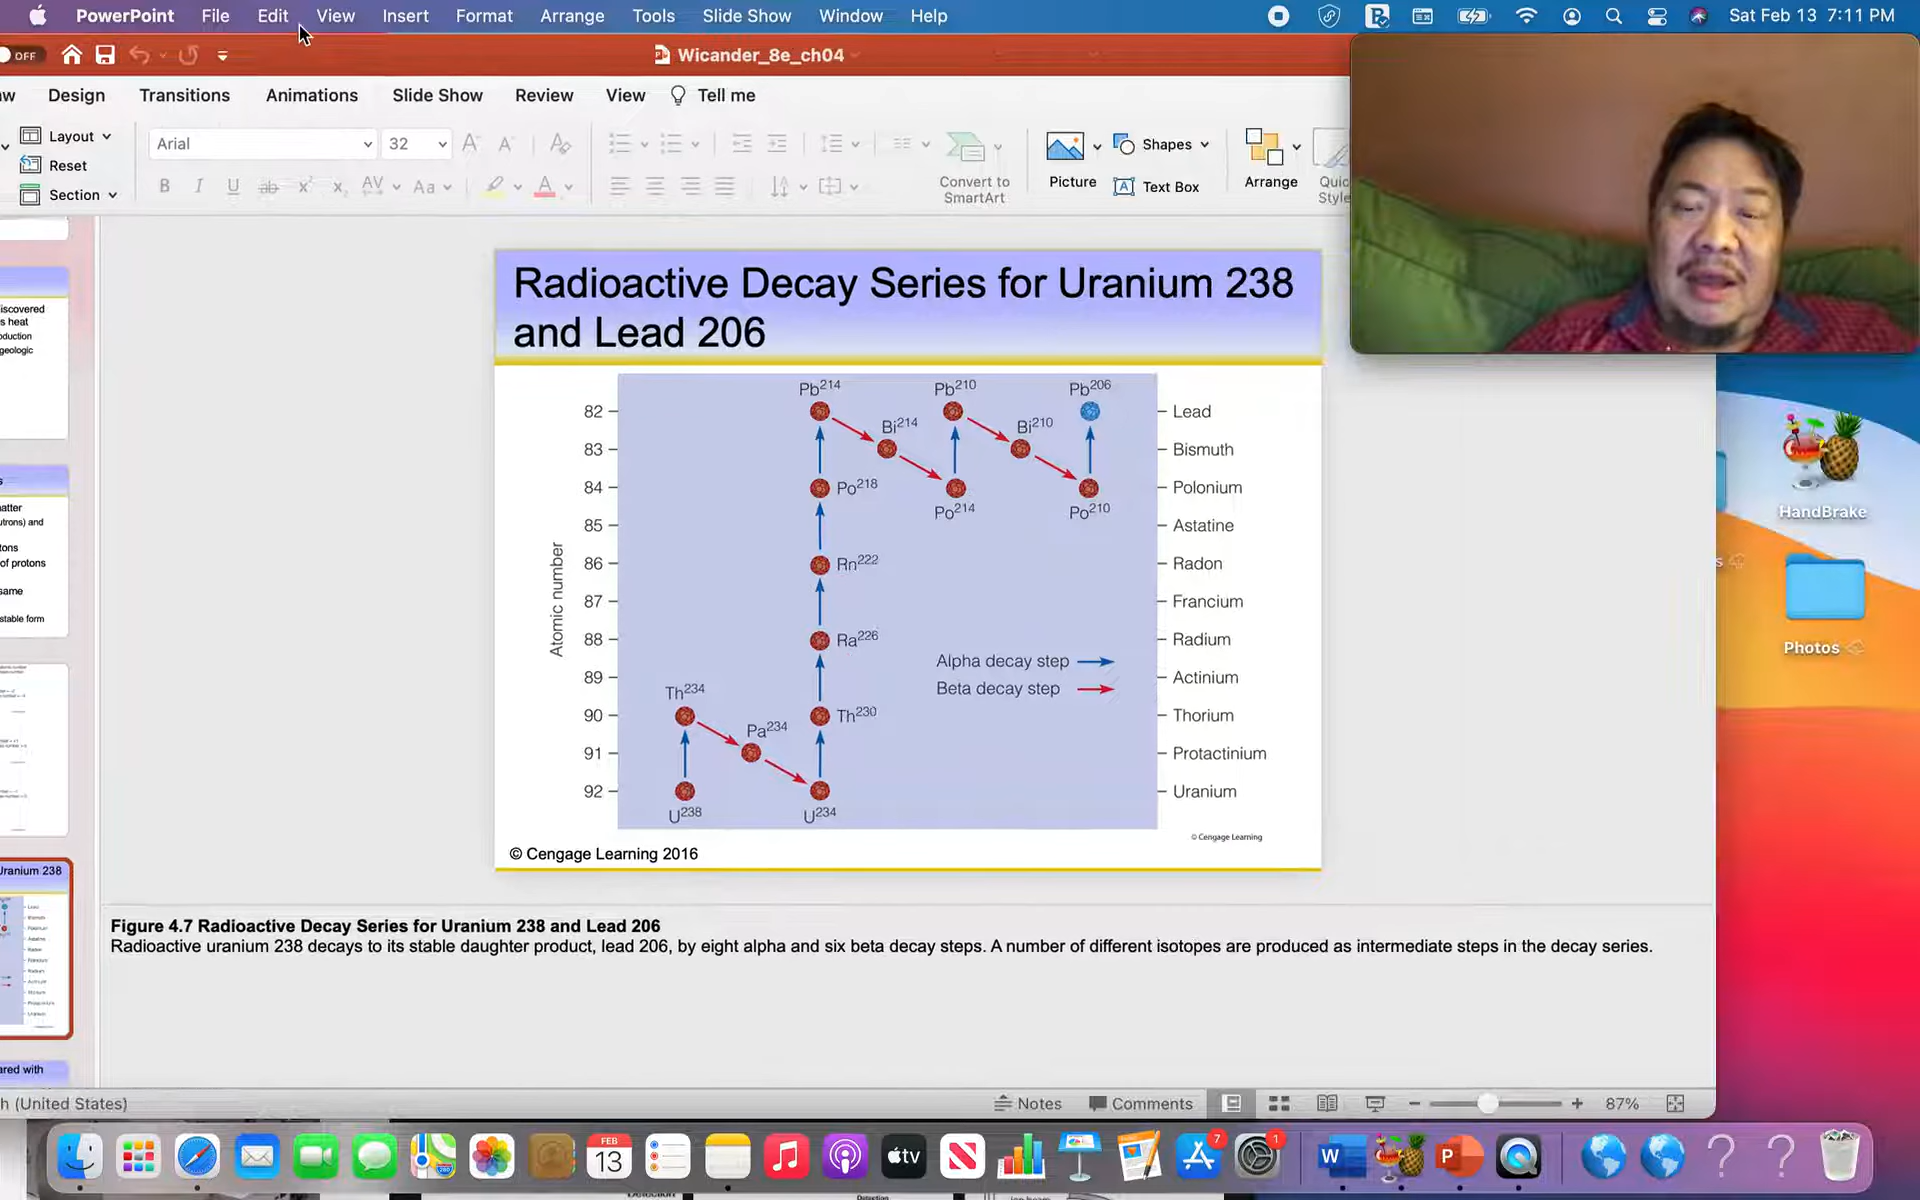 PowerPoint File Edit View Insert Format Arrange Tools Slide Show Window Help Sat Feb 13 7:11 PM
OFF Wicander_8e_ch04
Design Transitions Animations Slide Show Review View Tell me
Layout Arial 32
Reset
Section
Convert to SmartArt
Picture
Shapes
Text Box
Arrange
Radioactive Decay Series for Uranium 238
and Lead 206
Pb214 Pb210 Pb206
82 Lead
Bi214 Bi210
83 Bismuth
84 Po218 Polonium
Po214 Po210
85 Astatine
86 Rn222 Radon
87 Francium
Atomic number
88 Ra226 Radium
Alpha decay step
89 Actinium
Beta decay step
Th234
90 Th230 Thorium
Pa234
91 Protactinium
92 Uranium
U238 U234
© Cengage Learning
© Cengage Learning 2016
Figure 4.7 Radioactive Decay Series for Uranium 238 and Lead 206
Radioactive uranium 238 decays to its stable daughter product, lead 206, by eight alpha and six beta decay steps. A number of different isotopes are produced as intermediate steps in the decay series.
h (United States) Notes Comments 87%
HandBrake
Photos
FEB
13
tv
7
1
W
P